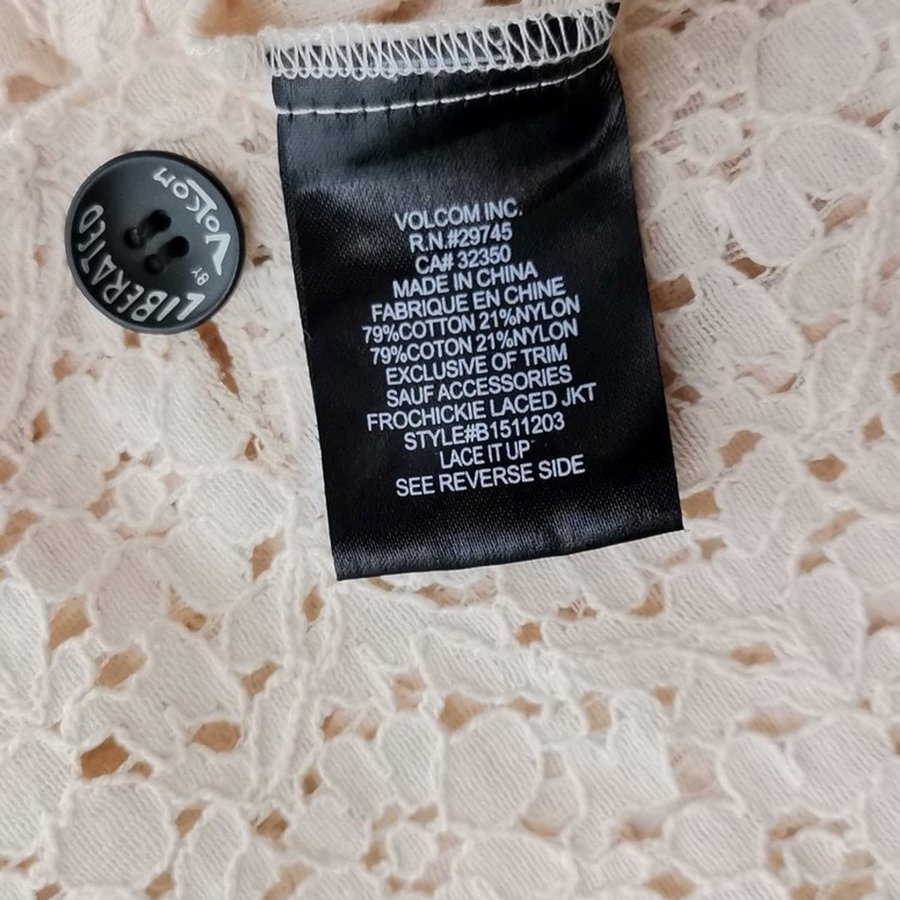 LIBERATED
BY
VOLCOM
VOLCOM INC.
R.N.#29745
CA# 32350
MADE IN CHINA
FABRIQUE EN CHINE
79%COTTON 21%NYLON
79%COTON 21%NYLON
EXCLUSIVE OF TRIM
SAUF ACCESSORIES
FROCHICKIE LACED JKT
STYLE#B1511203
LACE IT UP
SEE REVERSE SIDE